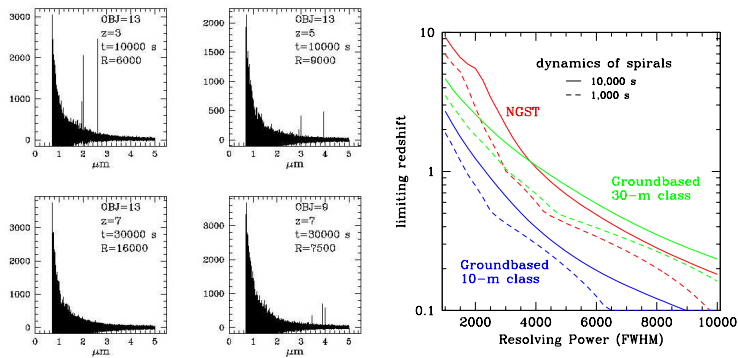 OBJ=13
z=3
t=10000 s
R=6000
3000
2000
1000
0
0 1 2 3 4 5
μm
OBJ=13
z=5
t=10000 s
R=9000
2000
1500
1000
500
0
0 1 2 3 4 5
μm
OBJ=13
z=7
t=30000 s
R=16000
3000
2000
1000
0
0 1 2 3 4 5
μm
OBJ=9
z=7
t=30000 s
R=7500
3000
2000
1000
0
0 1 2 3 4 5
μm
10
1
0.1
limiting redshift
dynamics of spirals
10,000 s
1,000 s
NGST
Groundbased
30-m class
Groundbased
10-m class
2000 4000 6000 8000 10000
Resolving Power (FWHM)